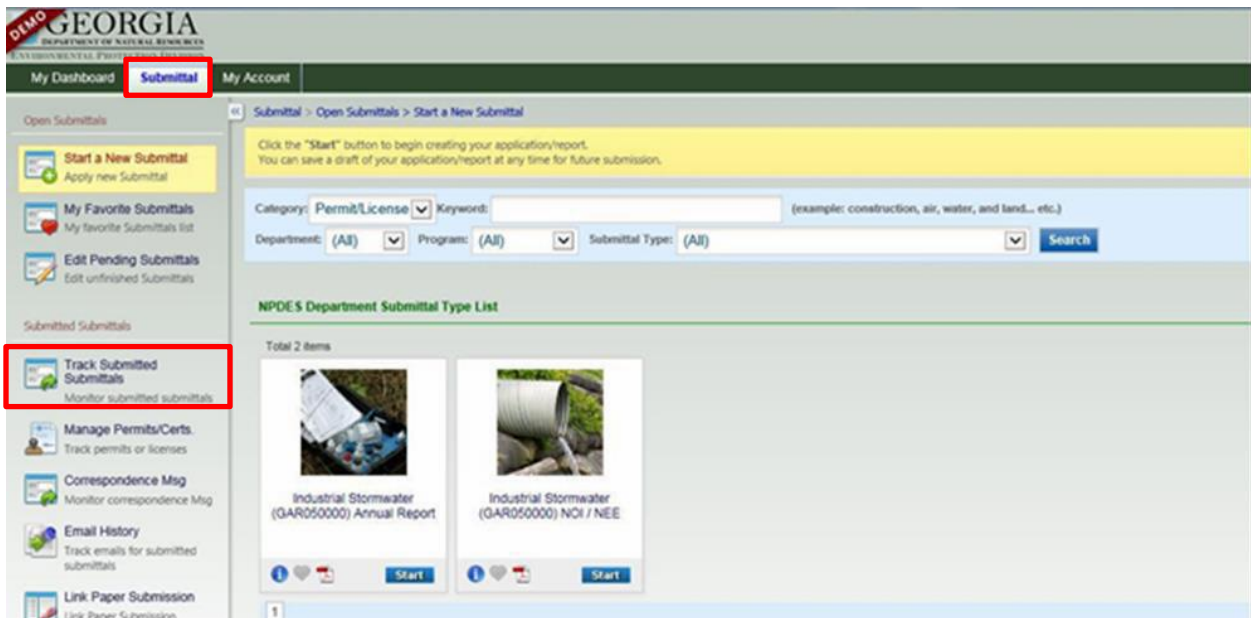 DEMO
GEORGIA
DEPARTMENT OF NATURAL RESOURCES
ENVIRONMENTAL PROTECTION DIVISION
My Dashboard Submittal My Account
Open Submittals
Start a New Submittal
Apply new Submittal
My Favorite Submittals
My favorite Submittals list
Edit Pending Submittals
Edit unfinished Submittals
Submitted Submittals
Track Submitted
Submittals
Monitor submitted submittals
Manage Permits/Certs.
Track permits or licenses
Correspondence Msg
Monitor correspondence Msg
Email History
Track emails for submitted
submittals
Link Paper Submission
Link Paper Submission
Submittal > Open Submittals > Start a New Submittal
Click the "Start" button to begin creating your application/report.
You can save a draft of your application/report at any time for future submission.
Category: Permit/License Keyword: (example: construction, air, water, and land... etc.)
Department: (All) Program: (All) Submittal Type: (All) Search
NPDES Department Submittal Type List
Total 2 items
Industrial Stormwater
(GAR050000) Annual Report
Start
Industrial Stormwater
(GAR050000) NOI / NEE
Start
1